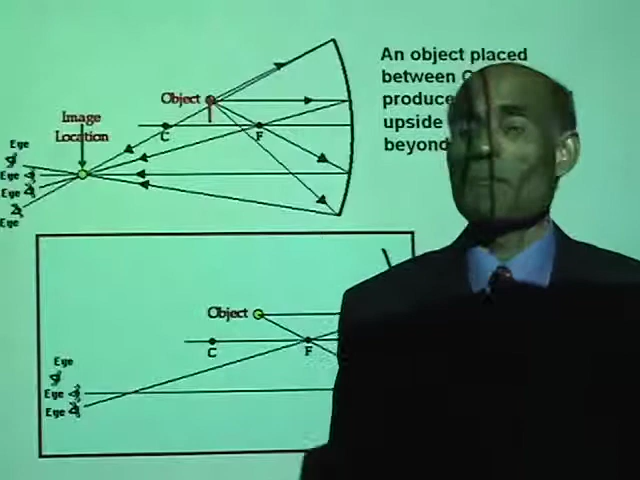 An object placed
between C
produce
upside
beyond
Object
Image
Location
C
F
Eye
Eye
Eye
Eye
Object
C
F
Eye
Eye
Eye